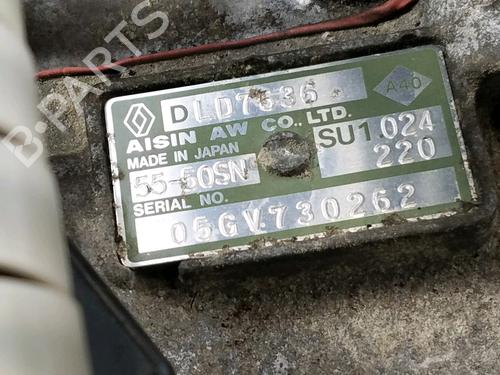 DLD7636
A40
AISIN AW CO., LTD.
MADE IN JAPAN
SU1 024
220
55-50SN
SERIAL NO.
05GV730262
B-Parts